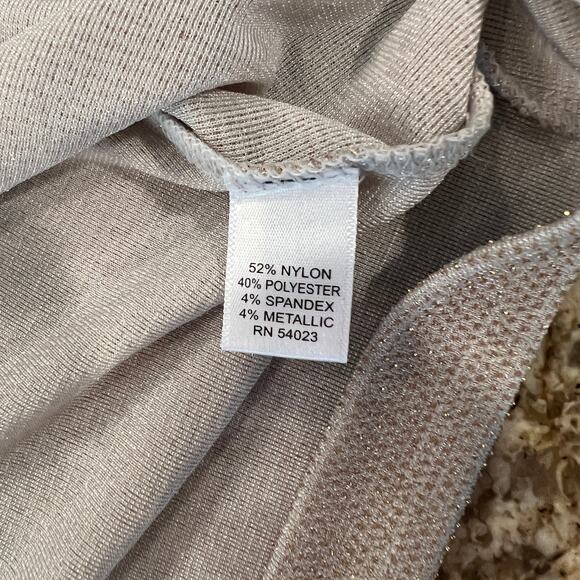 52% NYLON
40% POLYESTER
4% SPANDEX
4% METALLIC
RN 54023